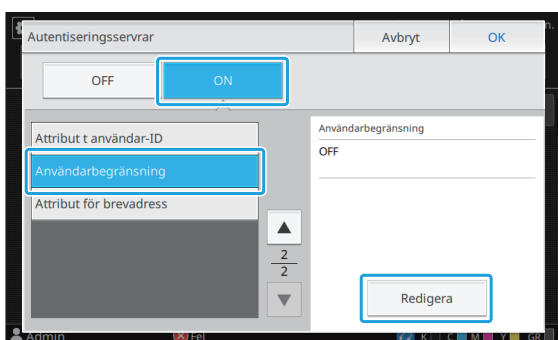 n.
Autentiseringsservrar
Avbryt
OK
OFF
ON
Attribut t användar-ID
Användarbegränsning
Attribut för brevadress
2
2
Användarbegränsning
OFF
Redigera
Admin
Fel
K
C
M
Y
GR